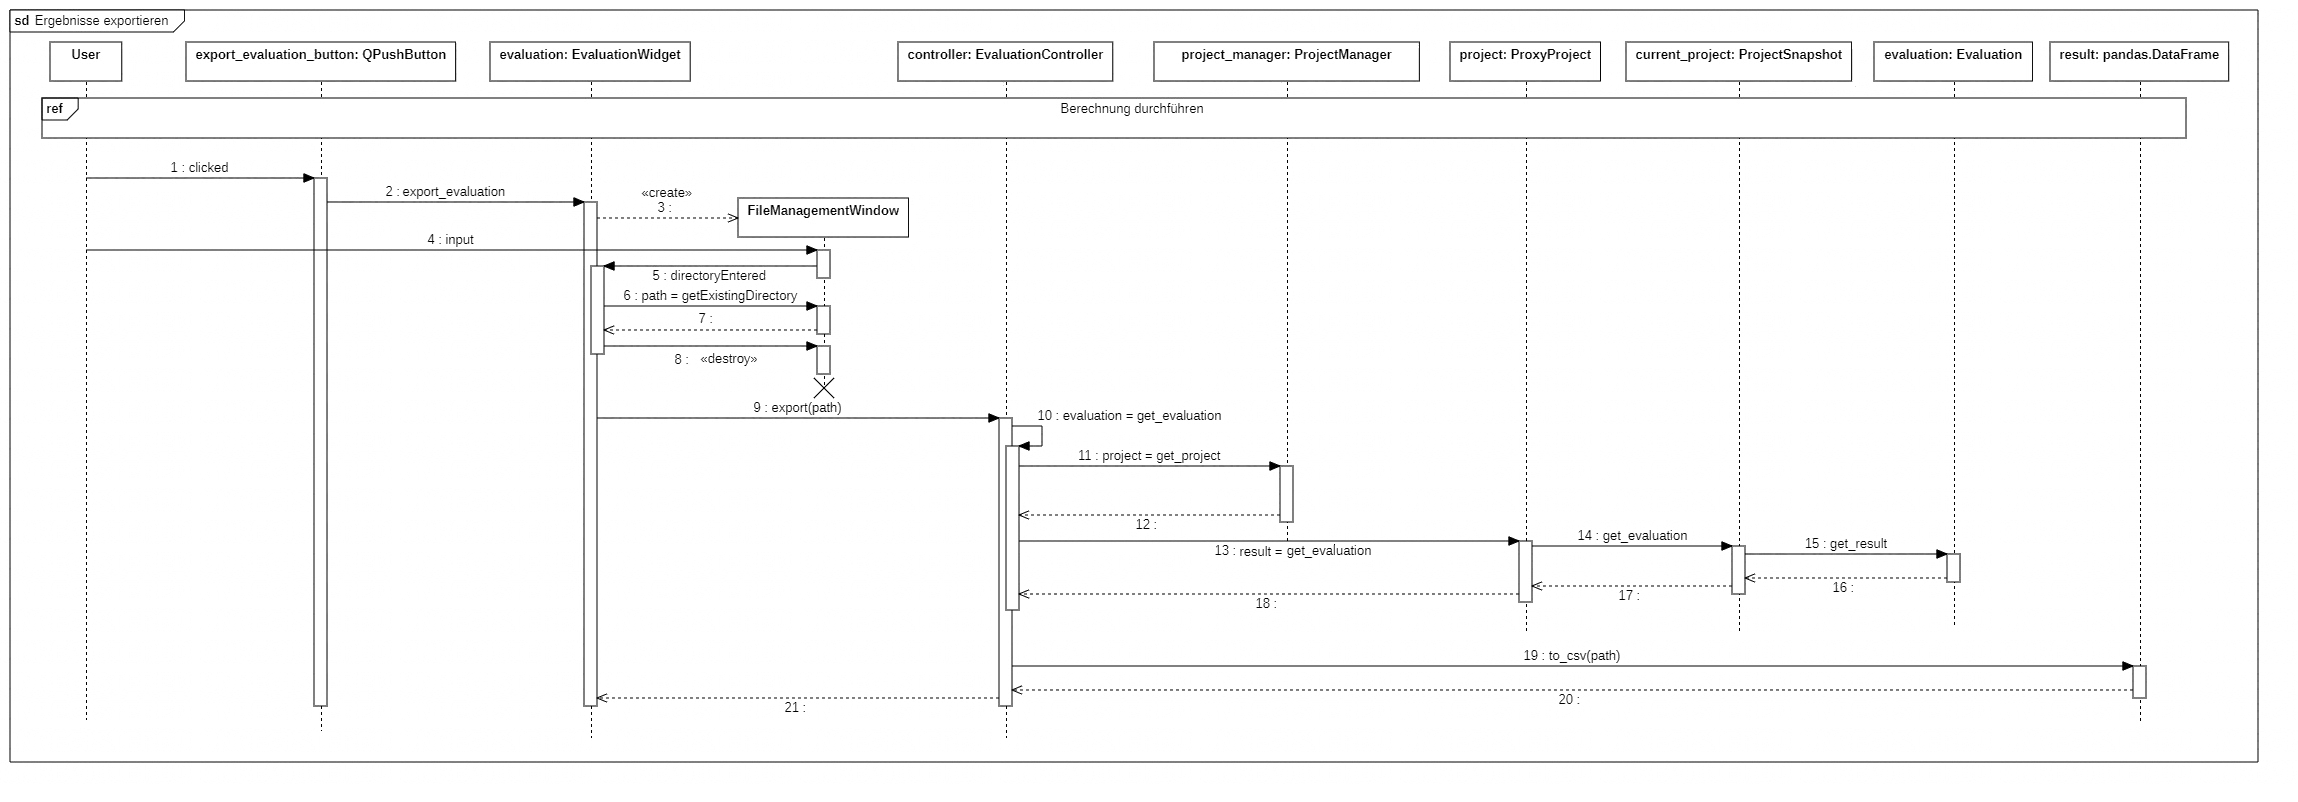 sd Ergebnisse exportieren
User
export_evaluation_button: QPushButton
evaluation: EvaluationWidget
controller: EvaluationController
project_manager: ProjectManager
project: ProxyProject
current_project: ProjectSnapshot
evaluation: Evaluation
result: pandas.DataFrame
ref
Berechnung durchführen
1 : clicked
2 : export_evaluation
«create»
3 :
FileManagementWindow
4 : input
5 : directoryEntered
6 : path = getExistingDirectory
7 :
8 : «destroy»
9 : export(path)
10 : evaluation = get_evaluation
11 : project = get_project
12 :
13 : result = get_evaluation
14 : get_evaluation
15 : get_result
16 :
17 :
18 :
19 : to_csv(path)
20 :
21 :